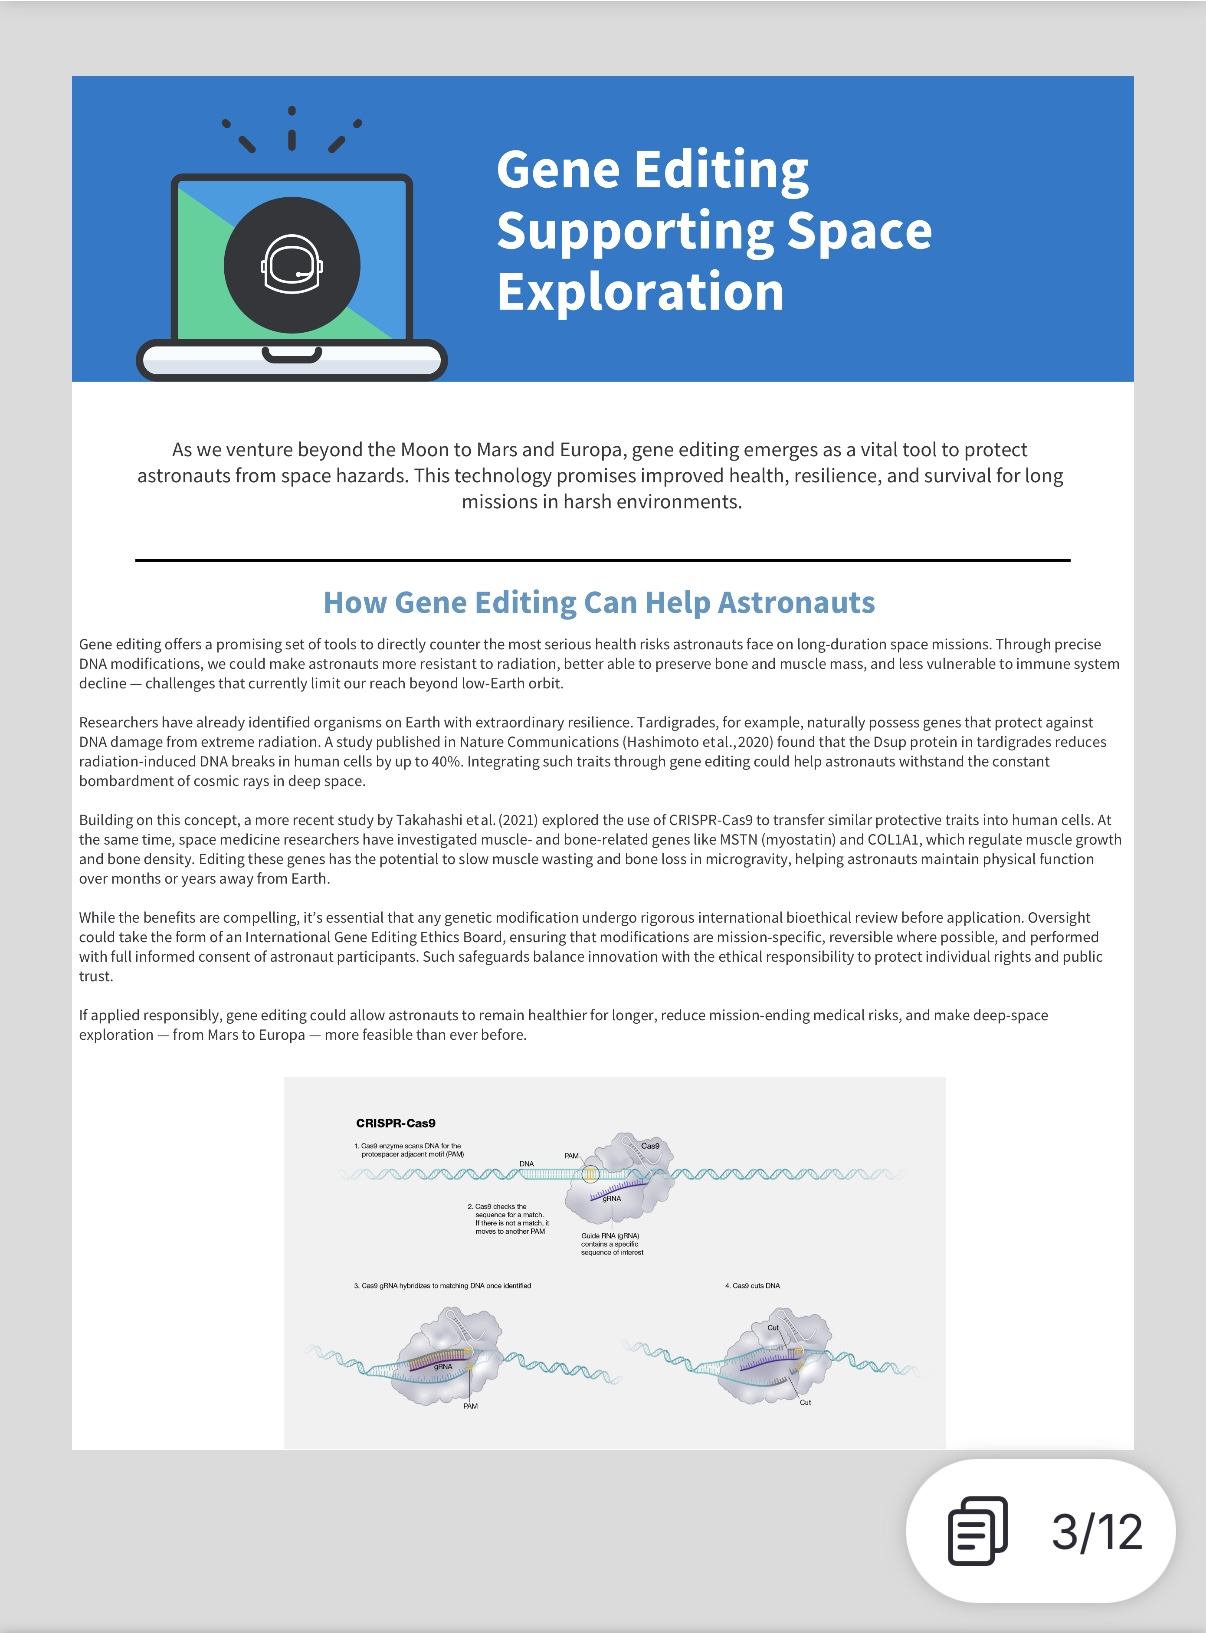 Gene Editing
Supporting Space
Exploration
As we venture beyond the Moon to Mars and Europa, gene editing emerges as a vital tool to protect
astronauts from space hazards. This technology promises improved health, resilience, and survival for long
missions in harsh environments.
How Gene Editing Can Help Astronauts
Gene editing offers a promising set of tools to directly counter the most serious health risks astronauts face on long-duration space missions. Through precise
DNA modifications, we could make astronauts more resistant to radiation, better able to preserve bone and muscle mass, and less vulnerable to immune system
decline — challenges that currently limit our reach beyond low-Earth orbit.
Researchers have already identified organisms on Earth with extraordinary resilience. Tardigrades, for example, naturally possess genes that protect against
DNA damage from extreme radiation. A study published in Nature Communications (Hashimoto et al., 2020) found that the Dsup protein in tardigrades reduces
radiation-induced DNA breaks in human cells by up to 40%. Integrating such traits through gene editing could help astronauts withstand the constant
bombardment of cosmic rays in deep space.
Building on this concept, a more recent study by Takahashi et al. (2021) explored the use of CRISPR-Cas9 to transfer similar protective traits into human cells. At
the same time, space medicine researchers have investigated muscle- and bone-related genes like MSTN (myostatin) and COL1A1, which regulate muscle growth
and bone density. Editing these genes has the potential to slow muscle wasting and bone loss in microgravity, helping astronauts maintain physical function
over months or years away from Earth.
While the benefits are compelling, it’s essential that any genetic modification undergo rigorous international bioethical review before application. Oversight
could take the form of an International Gene Editing Ethics Board, ensuring that modifications are mission-specific, reversible where possible, and performed
with full informed consent of astronaut participants. Such safeguards balance innovation with the ethical responsibility to protect individual rights and public
trust.
If applied responsibly, gene editing could allow astronauts to remain healthier for longer, reduce mission-ending medical risks, and make deep-space
exploration — from Mars to Europa — more feasible than ever before.
CRISPR-Cas9
1. Cas9 enzyme scans DNA for the
protospacer adjacent motif (PAM)
DNA
PAM
Cas9
gRNA
2. Cas9 checks the
sequence for a match.
If there is not a match, it
moves to another PAM
Guide RNA (gRNA)
contains a specific
sequence of interest
3. Cas9 gRNA hybridizes to matching DNA once identified
gRNA
PAM
4. Cas9 cuts DNA
Cut
Cut
3/12